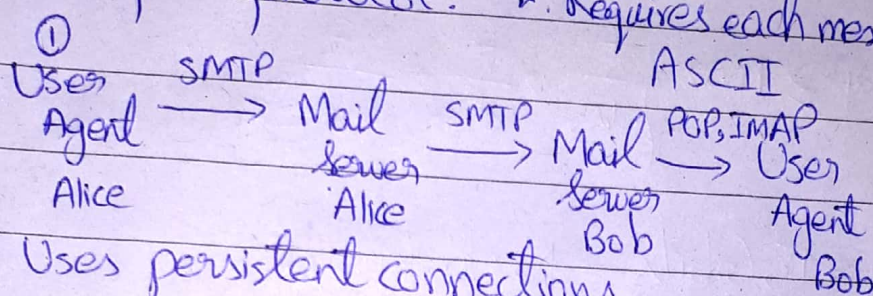 Requires each mes
① ASCII
User SMTP
Agent → Mail SMTP POP, IMAP
Server → Mail → User
Alice Alice Server Agent
Bob Bob
Uses persistent connections